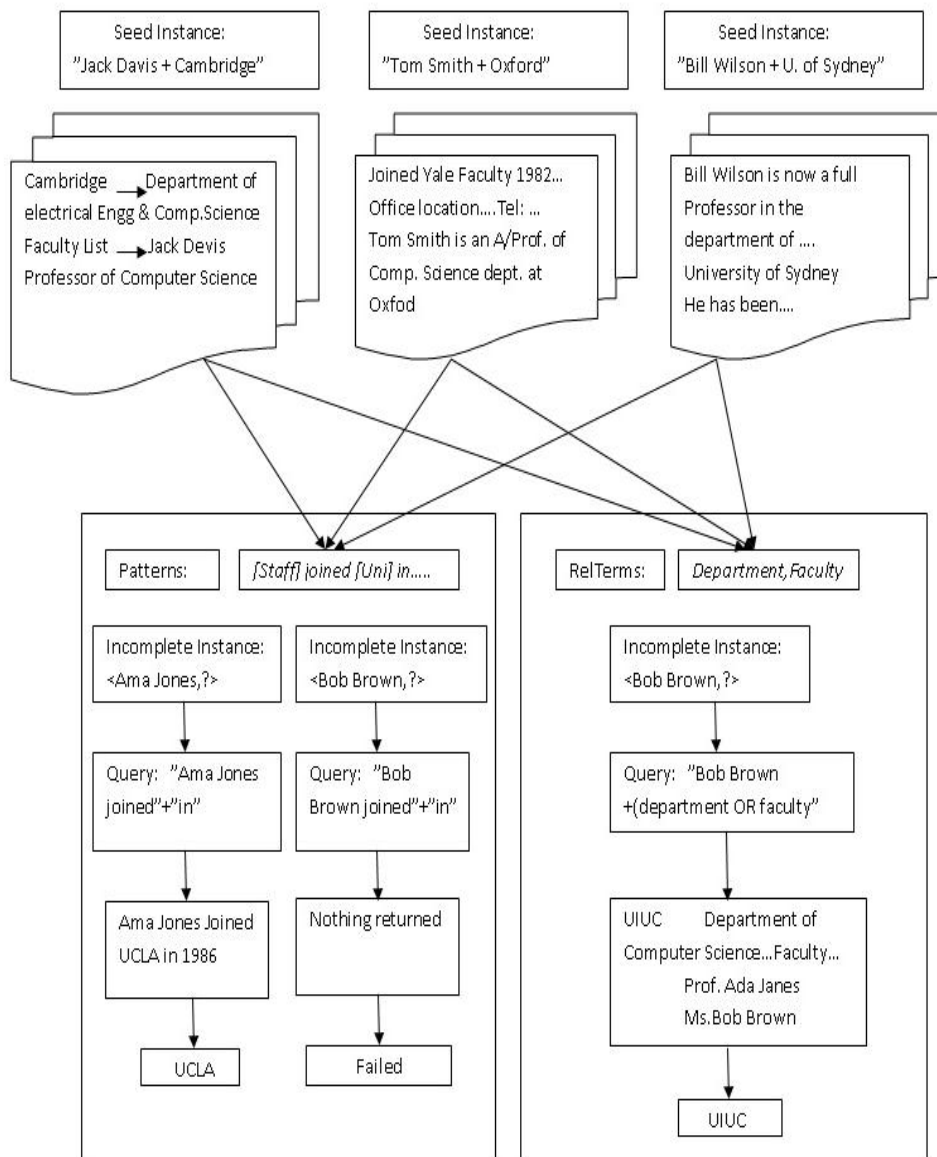 Seed Instance:
”Jack Davis + Cambridge”
Seed Instance:
”Tom Smith + Oxford”
Seed Instance:
”Bill Wilson + U. of Sydney”
Cambridge → Department of
electrical Engg & Comp.Science
Faculty List → Jack Devis
Professor of Computer Science
Joined Yale Faculty 1982...
Office location....Tel: ...
Tom Smith is an A/Prof. of
Comp. Science dept. at
Oxfod
Bill Wilson is now a full
Professor in the
department of ....
University of Sydney
He has been....
Patterns:
[Staff] joined [Uni] in.....
Incomplete Instance:
<Ama Jones,?>
Query: ”Ama Jones
joined”+”in”
Ama Jones Joined
UCLA in 1986
UCLA
Incomplete Instance:
<Bob Brown,?>
Query: ”Bob
Brown joined”+”in”
Nothing returned
Failed
RelTerms:
Department,Faculty
Incomplete Instance:
<Bob Brown,?>
Query: ”Bob Brown
+(department OR faculty”
UIUC Department of
Computer Science...Faculty...
Prof. Ada Janes
Ms.Bob Brown
UIUC